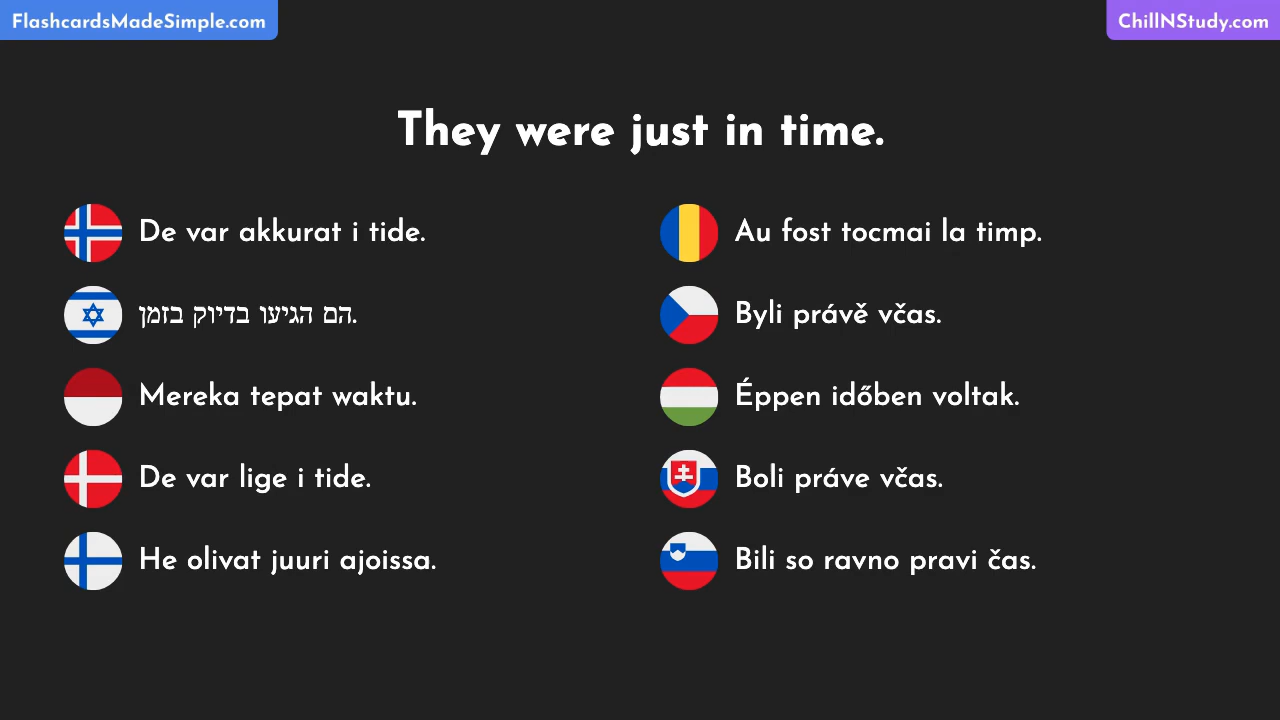 FlashcardsMadeSimple.com
ChillNStudy.com
They were just in time.
De var akkurat i tide.
הם הגיעו בדיוק בזמן.
Mereka tepat waktu.
De var lige i tide.
He olivat juuri ajoissa.
Au fost tocmai la timp.
Byli právě včas.
Éppen időben voltak.
Boli práve včas.
Bili so ravno pravi čas.